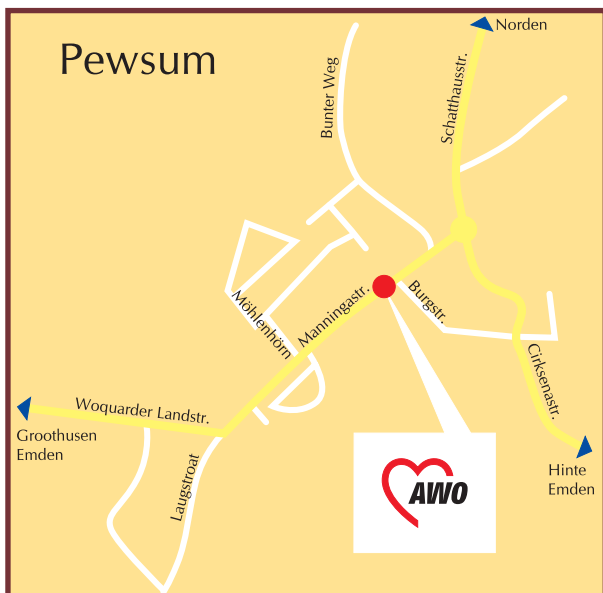 Pewsum
Norden
Bunter Weg
Schatthausstr.
Möhlenhörn
Manningastr.
Burgstr.
Cirksenastr.
Woquarder Landstr.
Groothusen
Emden
Laugstroat
AWO
Hinte
Emden